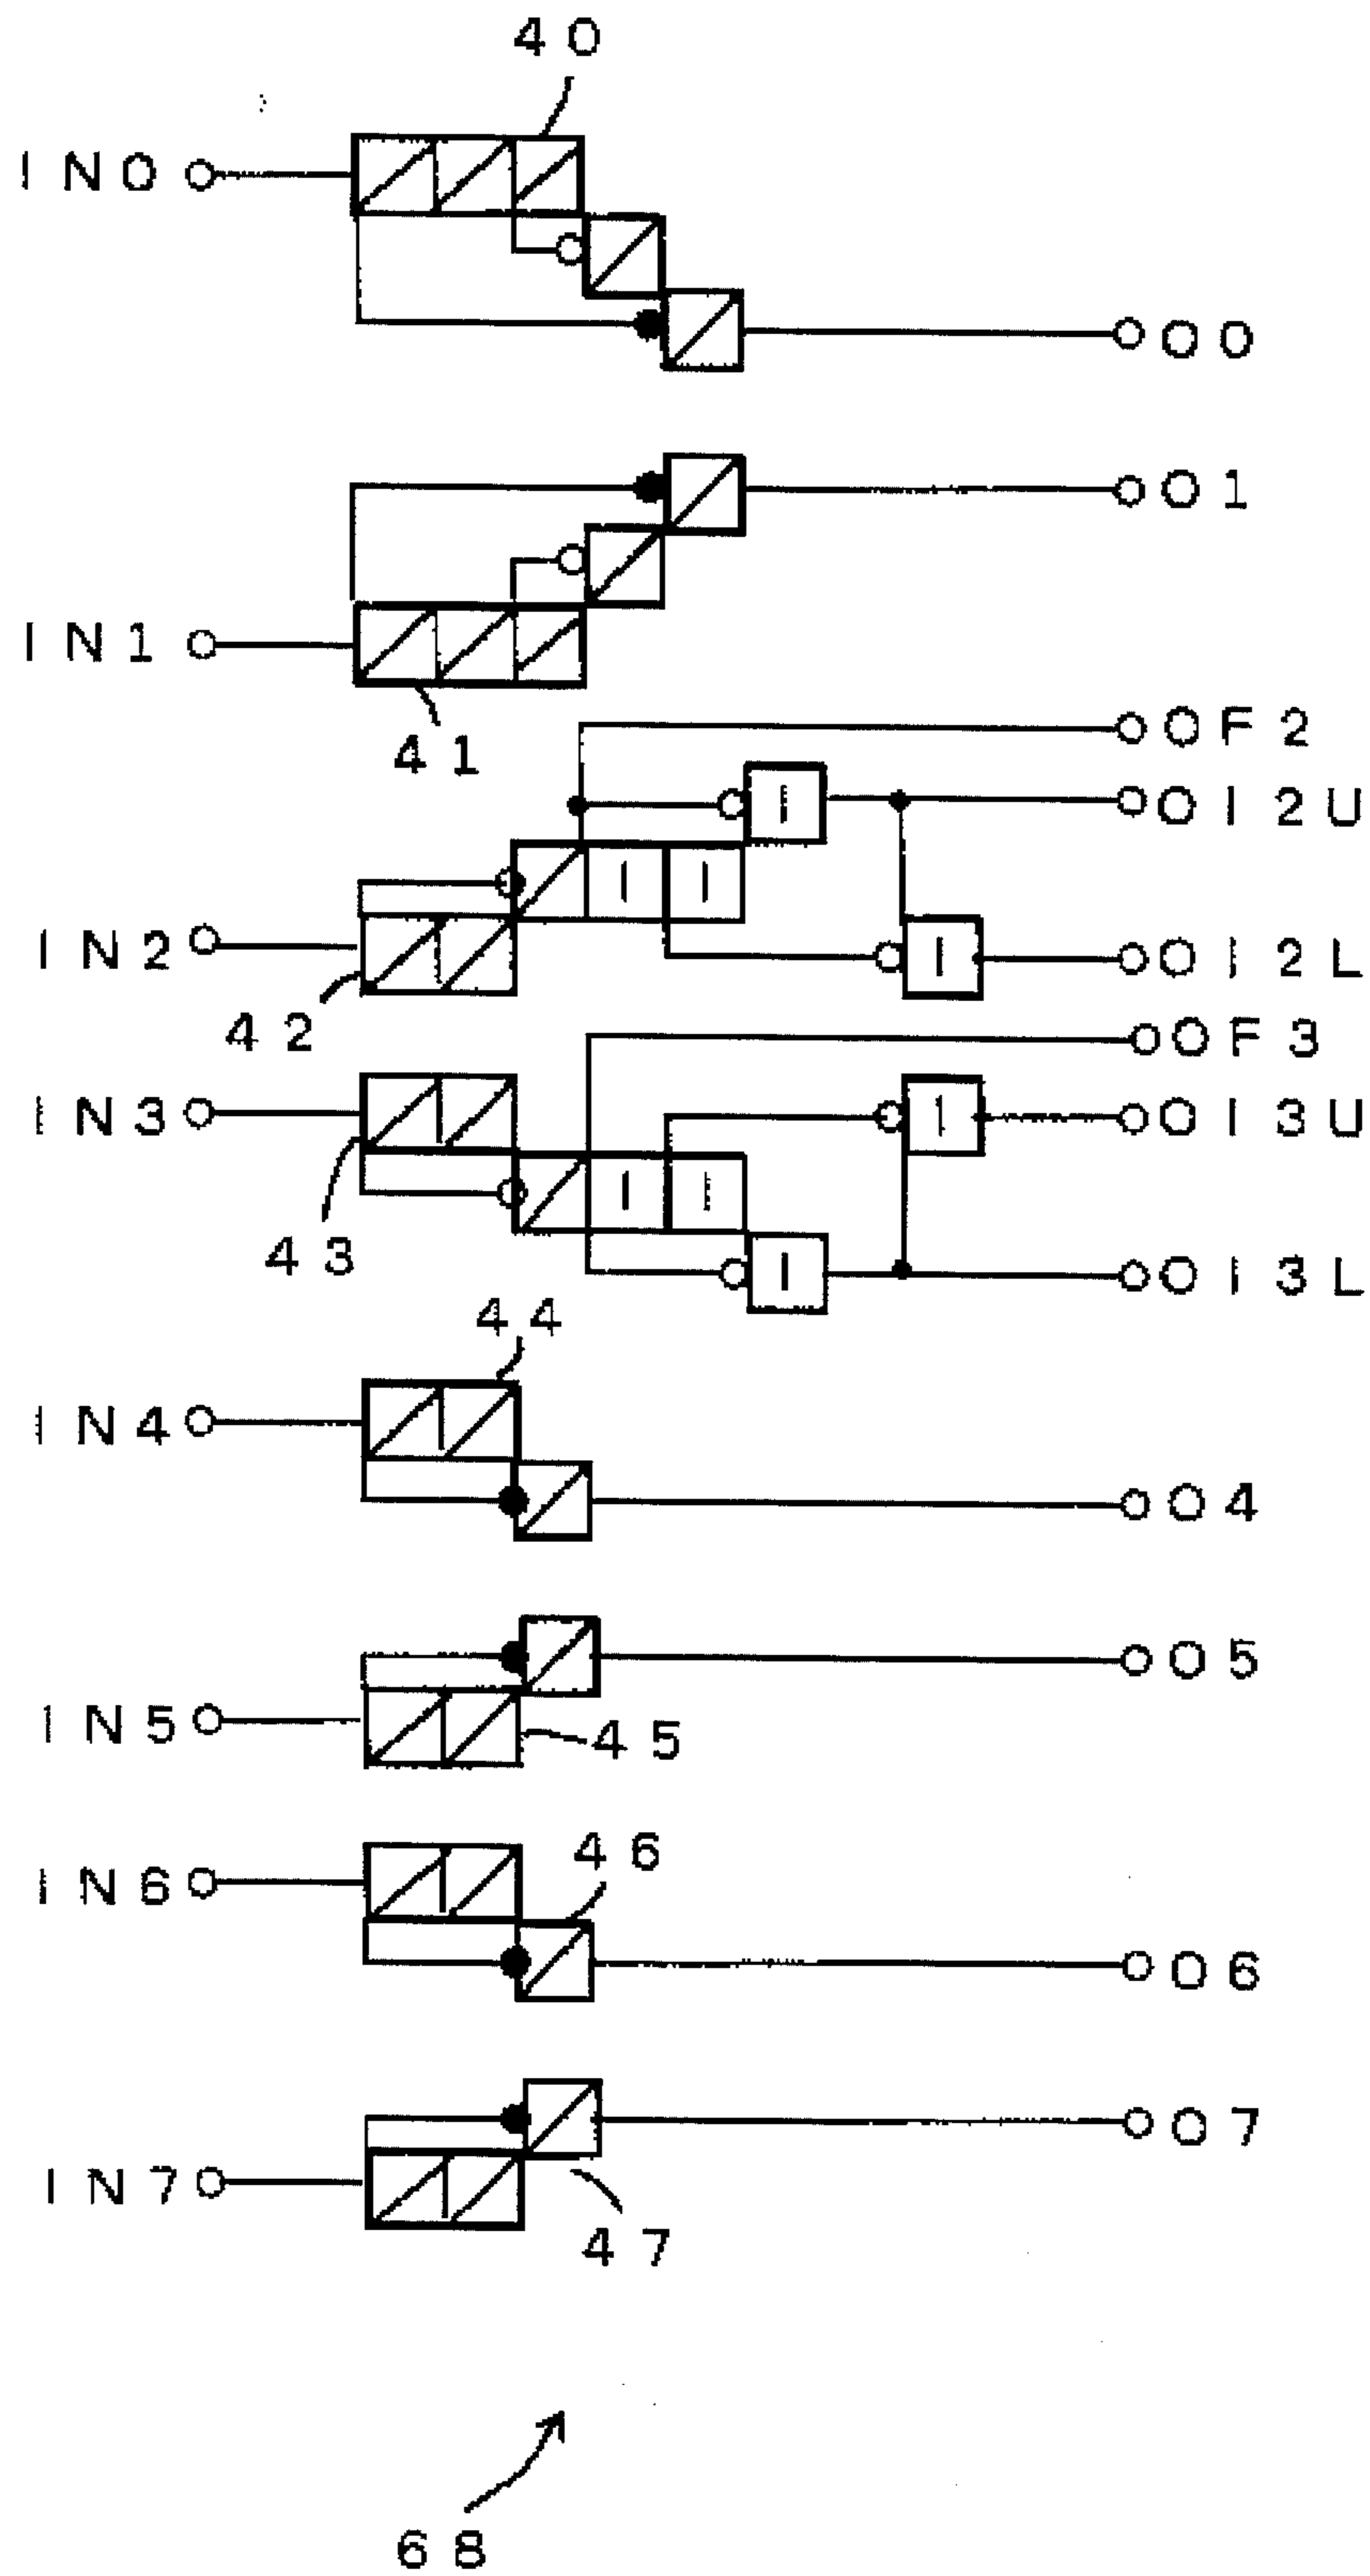 40
IN0
O0
O1
IN1
41
OF2
OI2U
IN2
OI2L
42
OF3
IN3
OI3U
43
OI3L
44
IN4
O4
O5
IN5
45
46
IN6
O6
O7
IN7
47
68